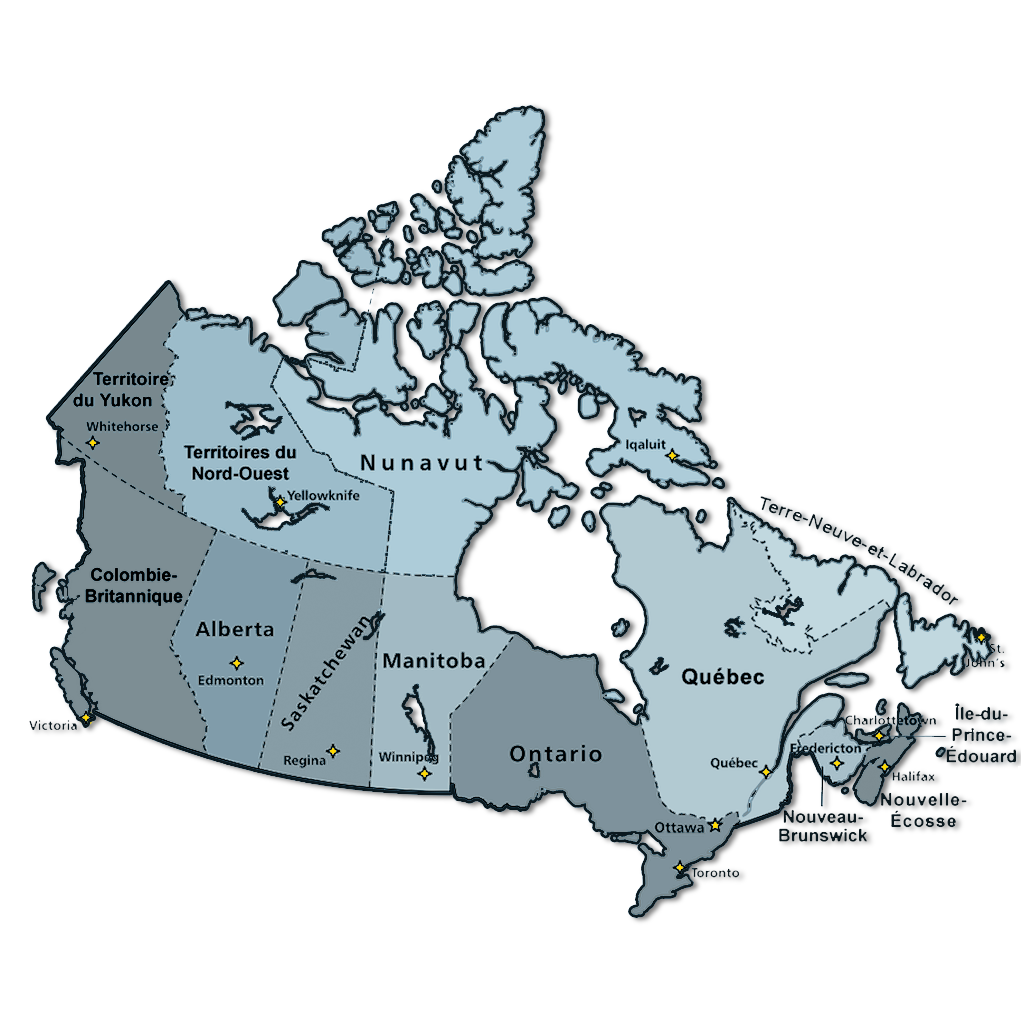 Territoire
du Yukon
Whitehorse
Territoires du
Nord-Ouest
Yellowknife
Nunavut
Iqaluit
Terre-Neuve-et-Labrador
St.
John's
Colombie-
Britannique
Victoria
Alberta
Edmonton
Saskatchewan
Regina
Manitoba
Winnipeg
Ontario
Ottawa
Toronto
Québec
Québec
Charlottetown
Île-du-
Prince-
Édouard
Fredericton
Halifax
Nouvelle-
Écosse
Nouveau-
Brunswick